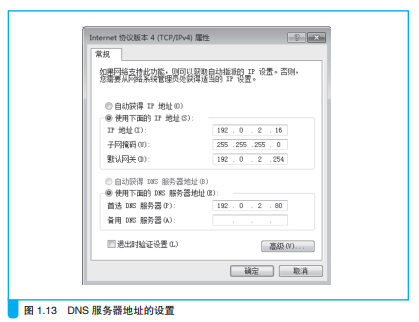 Internet 协议版本 4 (TCP/IPv4) 属性
常规
如果网络支持此功能，则可以获取自动指派的 IP 设置。否则，
您需要从网络系统管理员处获得适当的 IP 设置。
自动获得 IP 地址(O)
使用下面的 IP 地址(S):
IP 地址(I): 192 . 0 . 2 . 16
子网掩码(U): 255 .255 .255 . 0
默认网关(D): 192 . 0 . 2 .254
自动获得 DNS 服务器地址(B)
使用下面的 DNS 服务器地址(E):
首选 DNS 服务器(P): 192 . 0 . 2 . 80
备用 DNS 服务器(A): . . .
退出时验证设置(L)
高级(V)...
确定 取消
图 1.13 DNS 服务器地址的设置